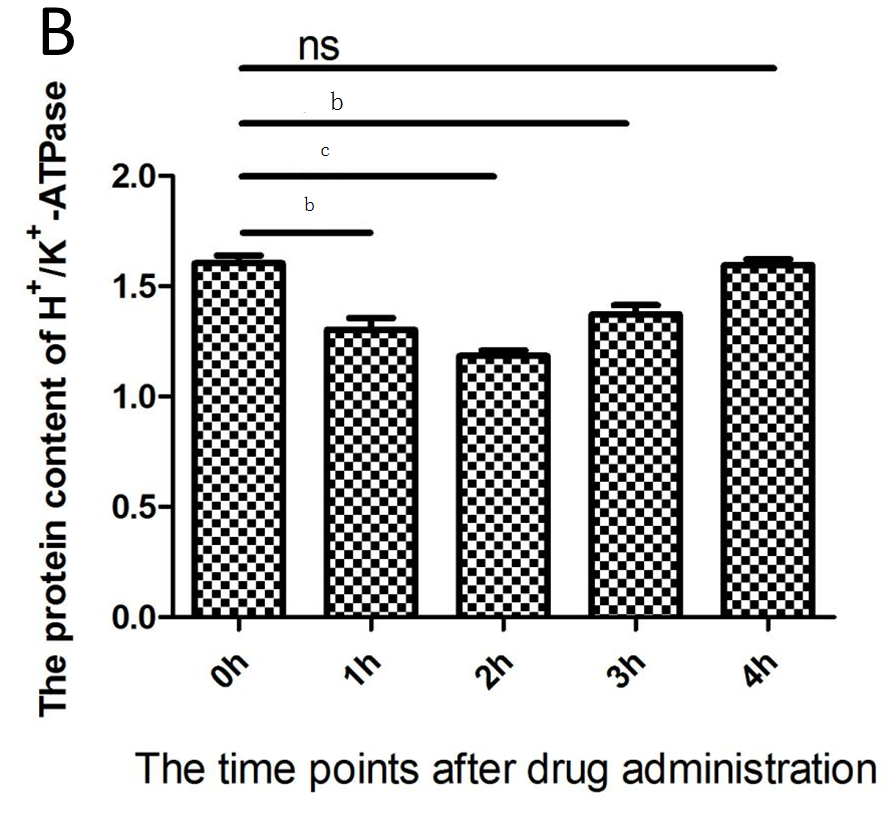 B
ns
b
c
b
The protein content of H⁺/K⁺-ATPase
2.0
1.5
1.0
0.5
0.0
0h 1h 2h 3h 4h
The time points after drug administration